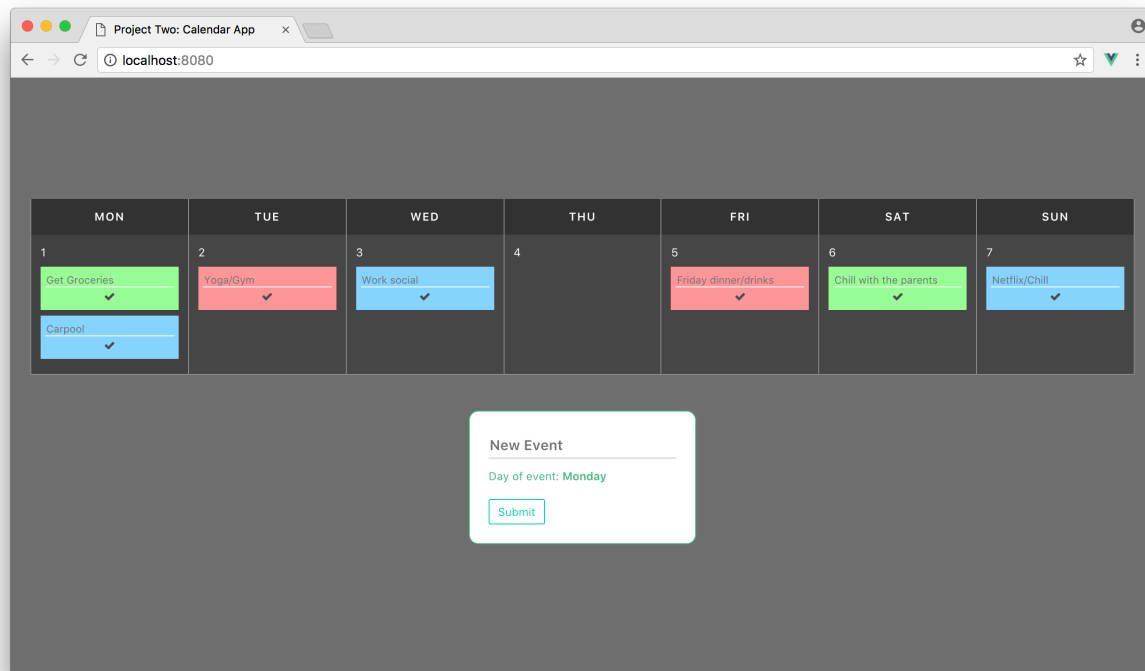 Project Two: Calendar App
localhost:8080
MON TUE WED THU FRI SAT SUN
1 2 3 4 5 6 7
Get Groceries Yoga/Gym Work social Friday dinner/drinks Chill with the parents Netflix/Chill
Carpool
New Event
Day of event: Monday
Submit